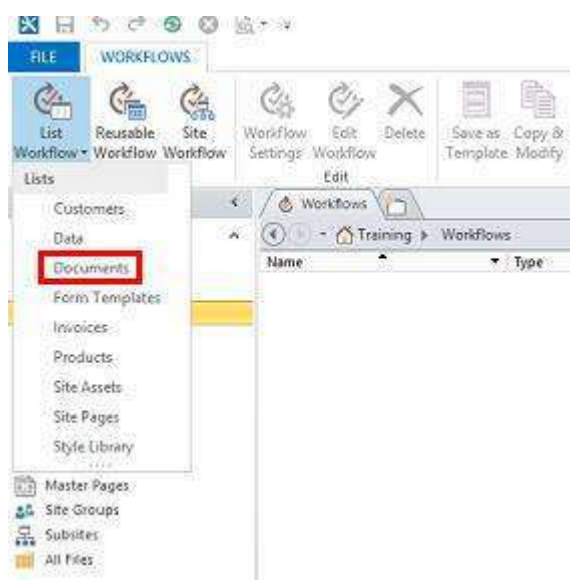 FILE WORKFLOWS
List Workflow Reusable Workflow Site Workflow Workflow Settings Edit Workflow Delete Save as Template Copy & Modify
Edit
Lists
Customers
Data
Documents
Form Templates
Invoices
Products
Site Assets
Site Pages
Style Library
Master Pages
Site Groups
Subsites
All Files
Workflows
Training Workflows
Name Type